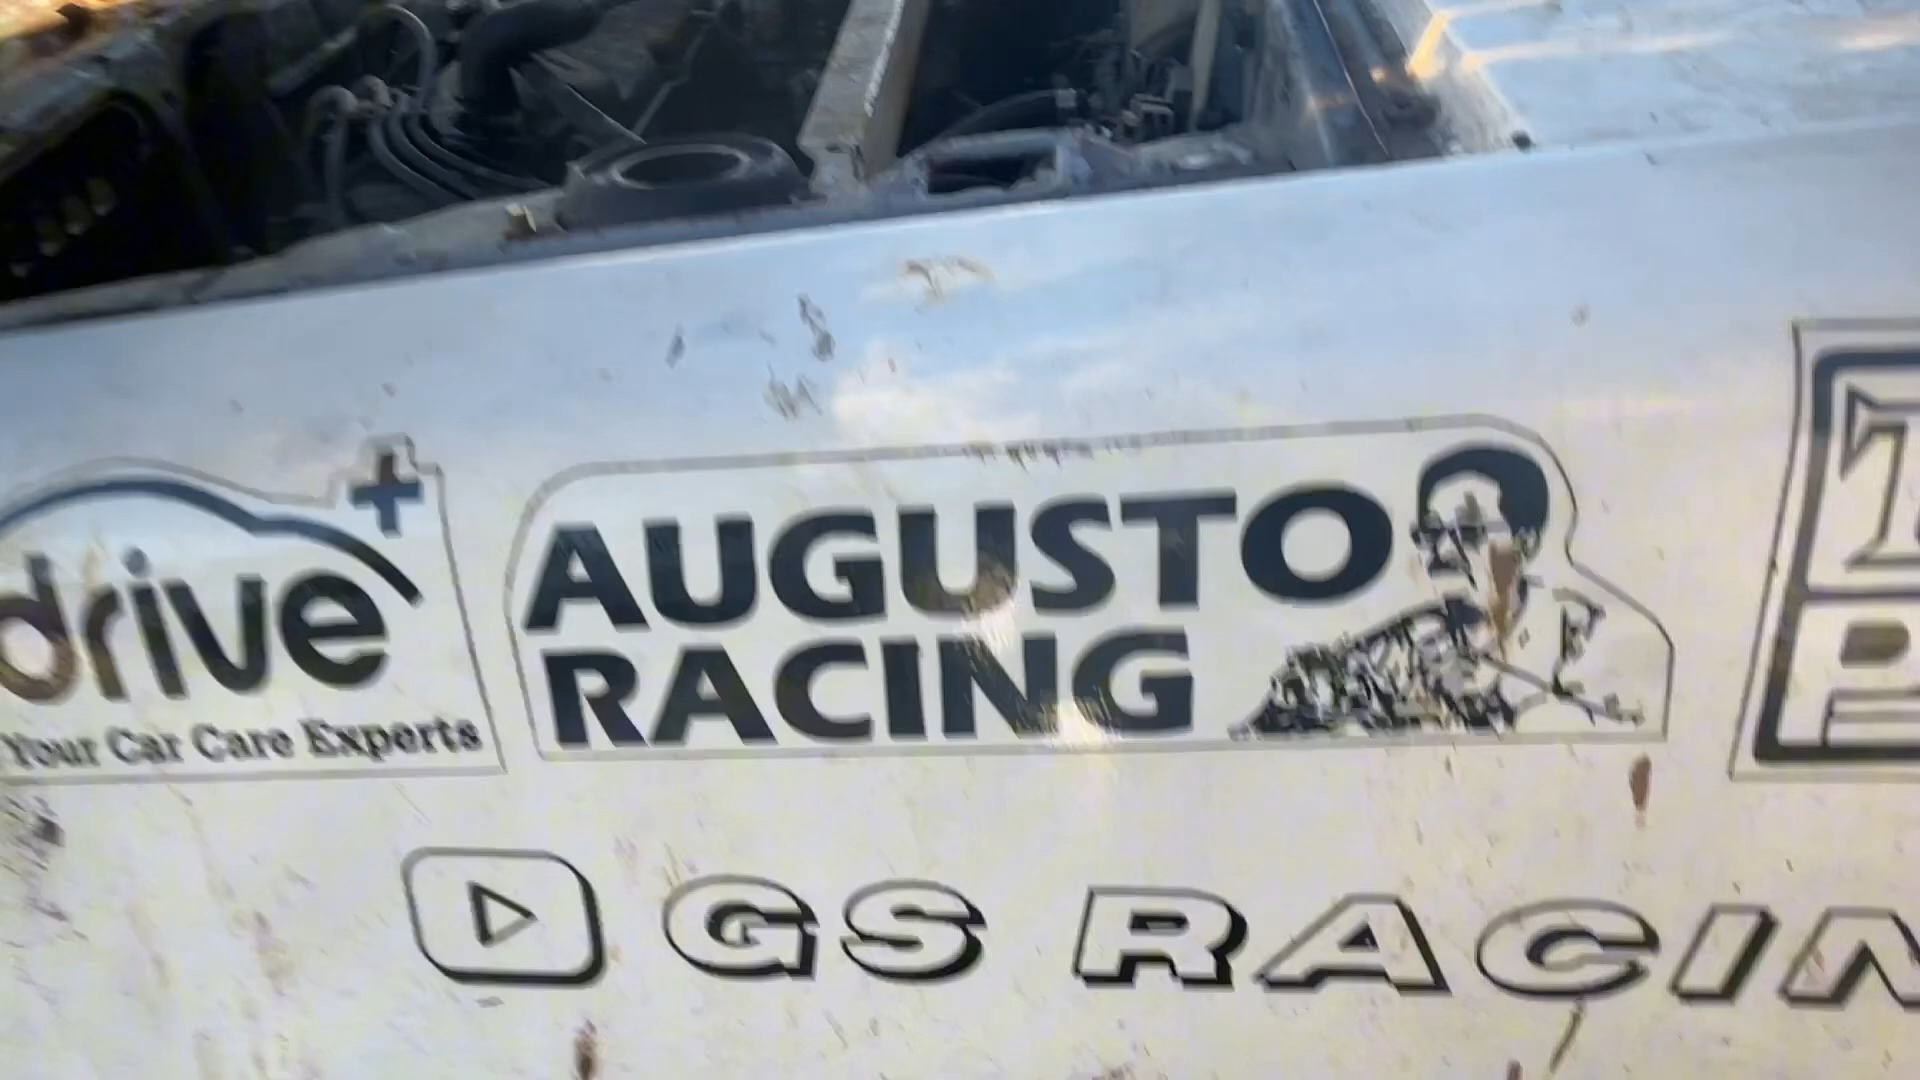 drive
Your Car Care Experts
AUGUSTO
RACING
GS RACIN